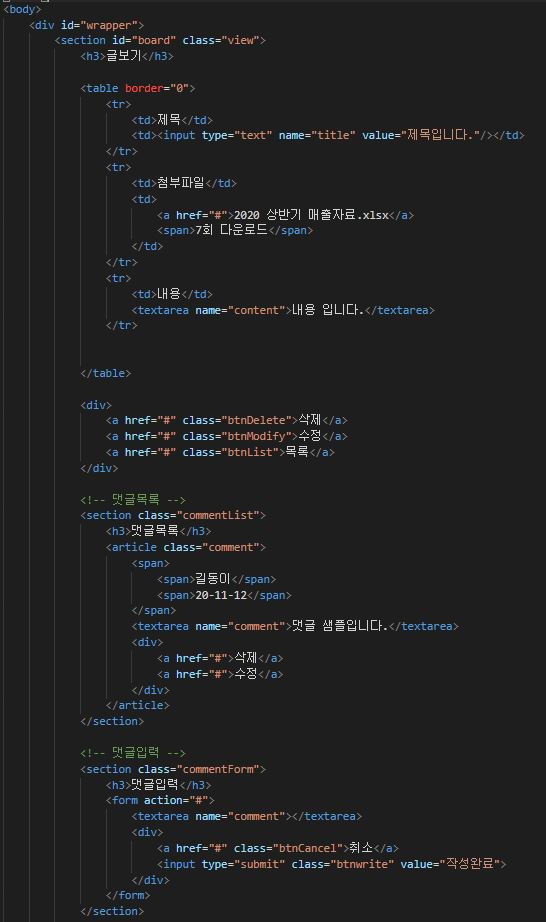 <body>
<div id="wrapper">
<section id="board" class="view">
<h3>글보기</h3>
<table border="0">
<tr>
<td>제목</td>
<td><input type="text" name="title" value="제목입니다."/></td>
</tr>
<tr>
<td>첨부파일</td>
<td>
<a href="#">2020 상반기 매출자료.xlsx</a>
<span>7회 다운로드</span>
</td>
</tr>
<tr>
<td>내용</td>
<textarea name="content">내용 입니다.</textarea>
</tr>
</table>
<div>
<a href="#" class="btnDelete">삭제</a>
<a href="#" class="btnModify">수정</a>
<a href="#" class="btnList">목록</a>
</div>
<!-- 댓글목록 -->
<section class="commentList">
<h3>댓글목록</h3>
<article class="comment">
<span>
<span>길동이</span>
<span>20-11-12</span>
</span>
<textarea name="comment">댓글 샘플입니다.</textarea>
<div>
<a href="#">삭제</a>
<a href="#">수정</a>
</div>
</article>
</section>
<!-- 댓글입력 -->
<section class="commentForm">
<h3>댓글입력</h3>
<form action="#">
<textarea name="comment"></textarea>
<div>
<a href="#" class="btnCancel">취소</a>
<input type="submit" class="btnwrite" value="작성완료">
</div>
</form>
</section>